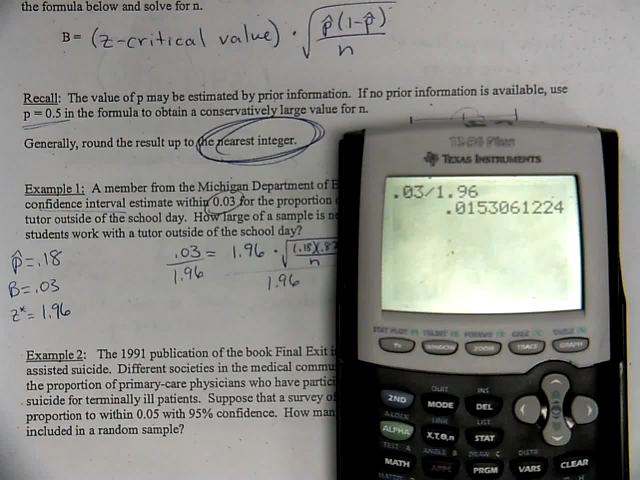 the formula below and solve for n.
B = (z-critical value) · √ p̂(1-p̂) / n
Recall: The value of p may be estimated by prior information. If no prior information is available, use
p = 0.5 in the formula to obtain a conservatively large value for n.
Generally, round the result up to the nearest integer.
Example 1: A member from the Michigan Department of E
confidence interval estimate within 0.03 for the proportion
tutor outside of the school day. How large of a sample is ne
students work with a tutor outside of the school day?
p̂ = .18
B = .03
z* = 1.96
.03 / 1.96 = 1.96 · √ (.18)(.82 / n
1.96
Example 2: The 1991 publication of the book Final Exit i
assisted suicide. Different societies in the medical commu
the proportion of primary-care physicians who have partici
suicide for terminally ill patients. Suppose that a survey of
proportion to within 0.05 with 95% confidence. How man
included in a random sample?
TEXAS INSTRUMENTS
.03/1.96
.0153061224
STAT PLOT F1 TBLSET F2 FORMAT F3 CALC F4 TABLE F5
Y= WINDOW ZOOM TRACE GRAPH
QUIT INS
2ND MODE DEL
A-LOCK LINK LIST
ALPHA X,T,θ,n STAT
TEST A ANGLE B DRAW C DISTR
MATH APPS PRGM VARS CLEAR